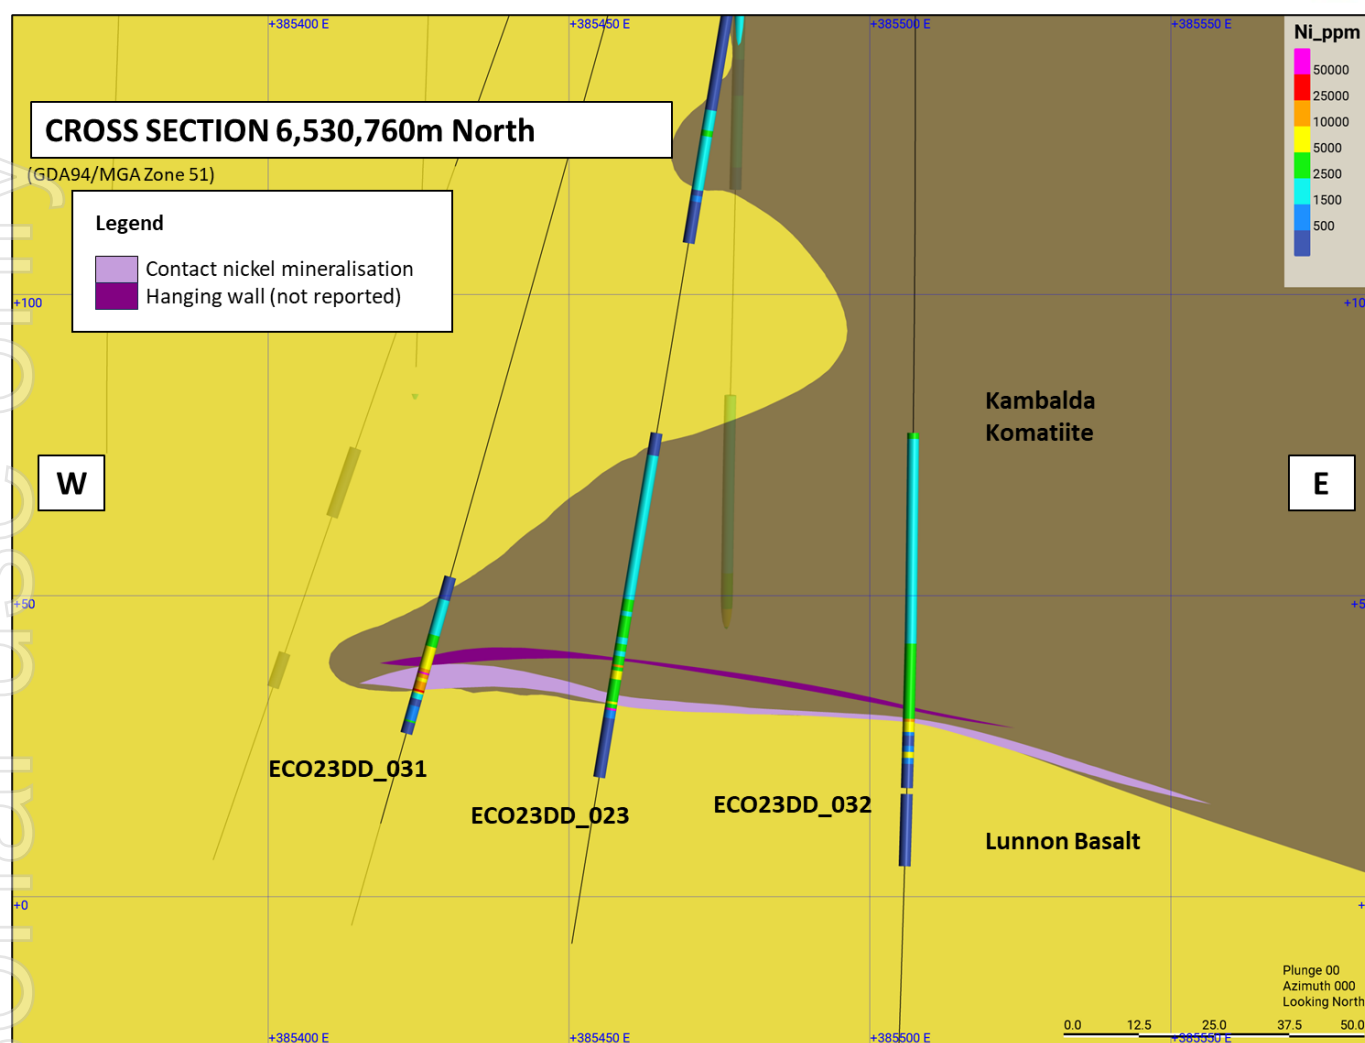 +385400 E
+385450 E
+385500 E
+385550 E
Ni_ppm
50000
25000
10000
5000
2500
1500
500
CROSS SECTION 6,530,760m North
(GDA94/MGA Zone 51)
Legend
Contact nickel mineralisation
Hanging wall (not reported)
+100
+10
Kambalda
Komatiite
W
E
+50
+5
ECO23DD_031
ECO23DD_023
ECO23DD_032
Lunnon Basalt
+0
+
Plunge 00
Azimuth 000
Looking North
0.0
12.5
25.0
37.5
50.0
+385400 E
+385450 E
+385500 E
+385550 E